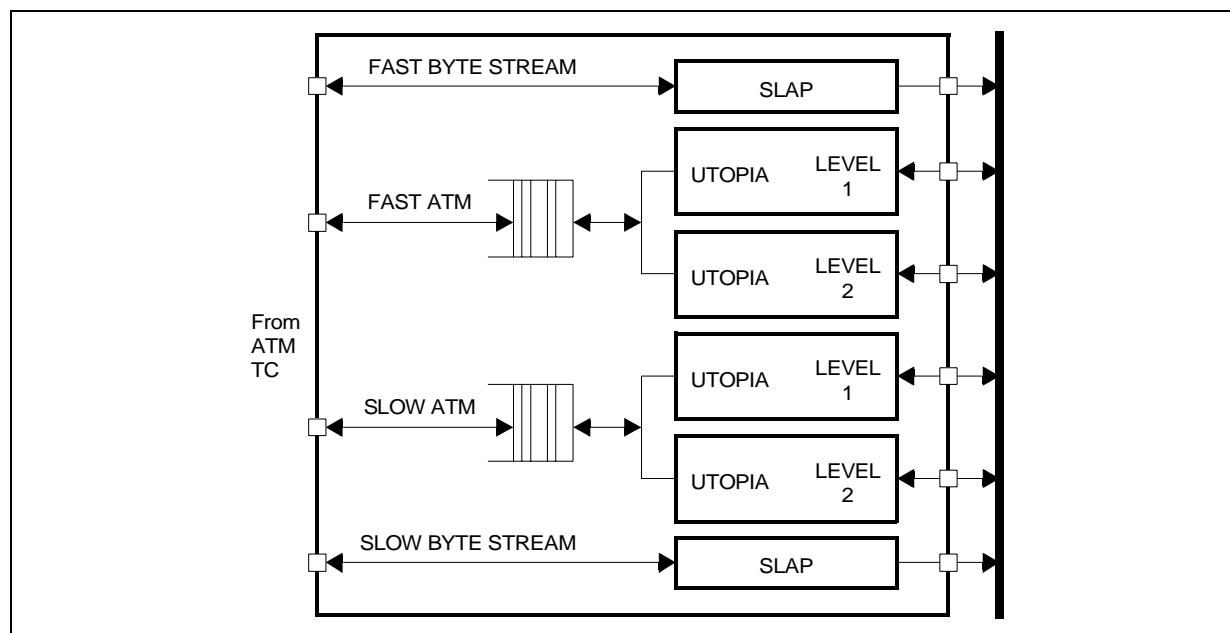 FAST BYTE STREAM
SLAP
UTOPIA LEVEL
1
FAST ATM
UTOPIA LEVEL
2
From
ATM
TC
UTOPIA LEVEL
1
SLOW ATM
UTOPIA LEVEL
2
SLOW BYTE STREAM
SLAP